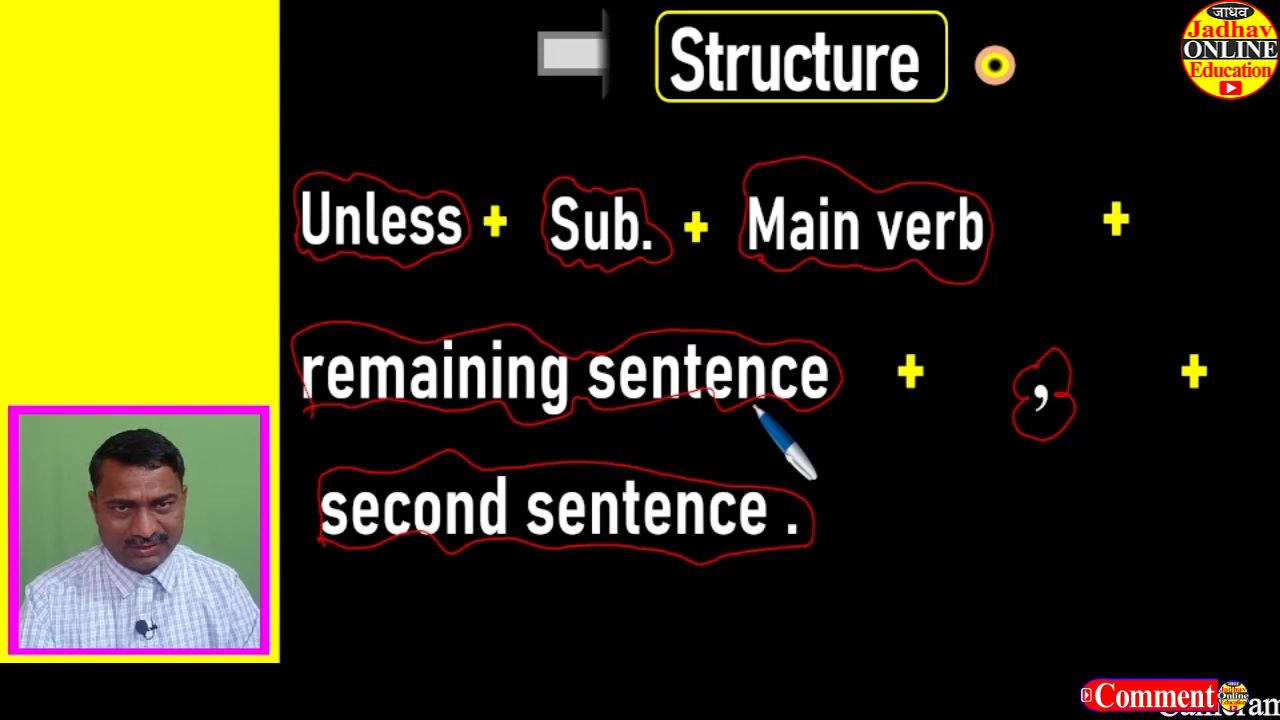 Structure
जाधव
Jadhav
ONLINE
Education
Unless + Sub. + Main verb +
remaining sentence + , +
second sentence .
Comment